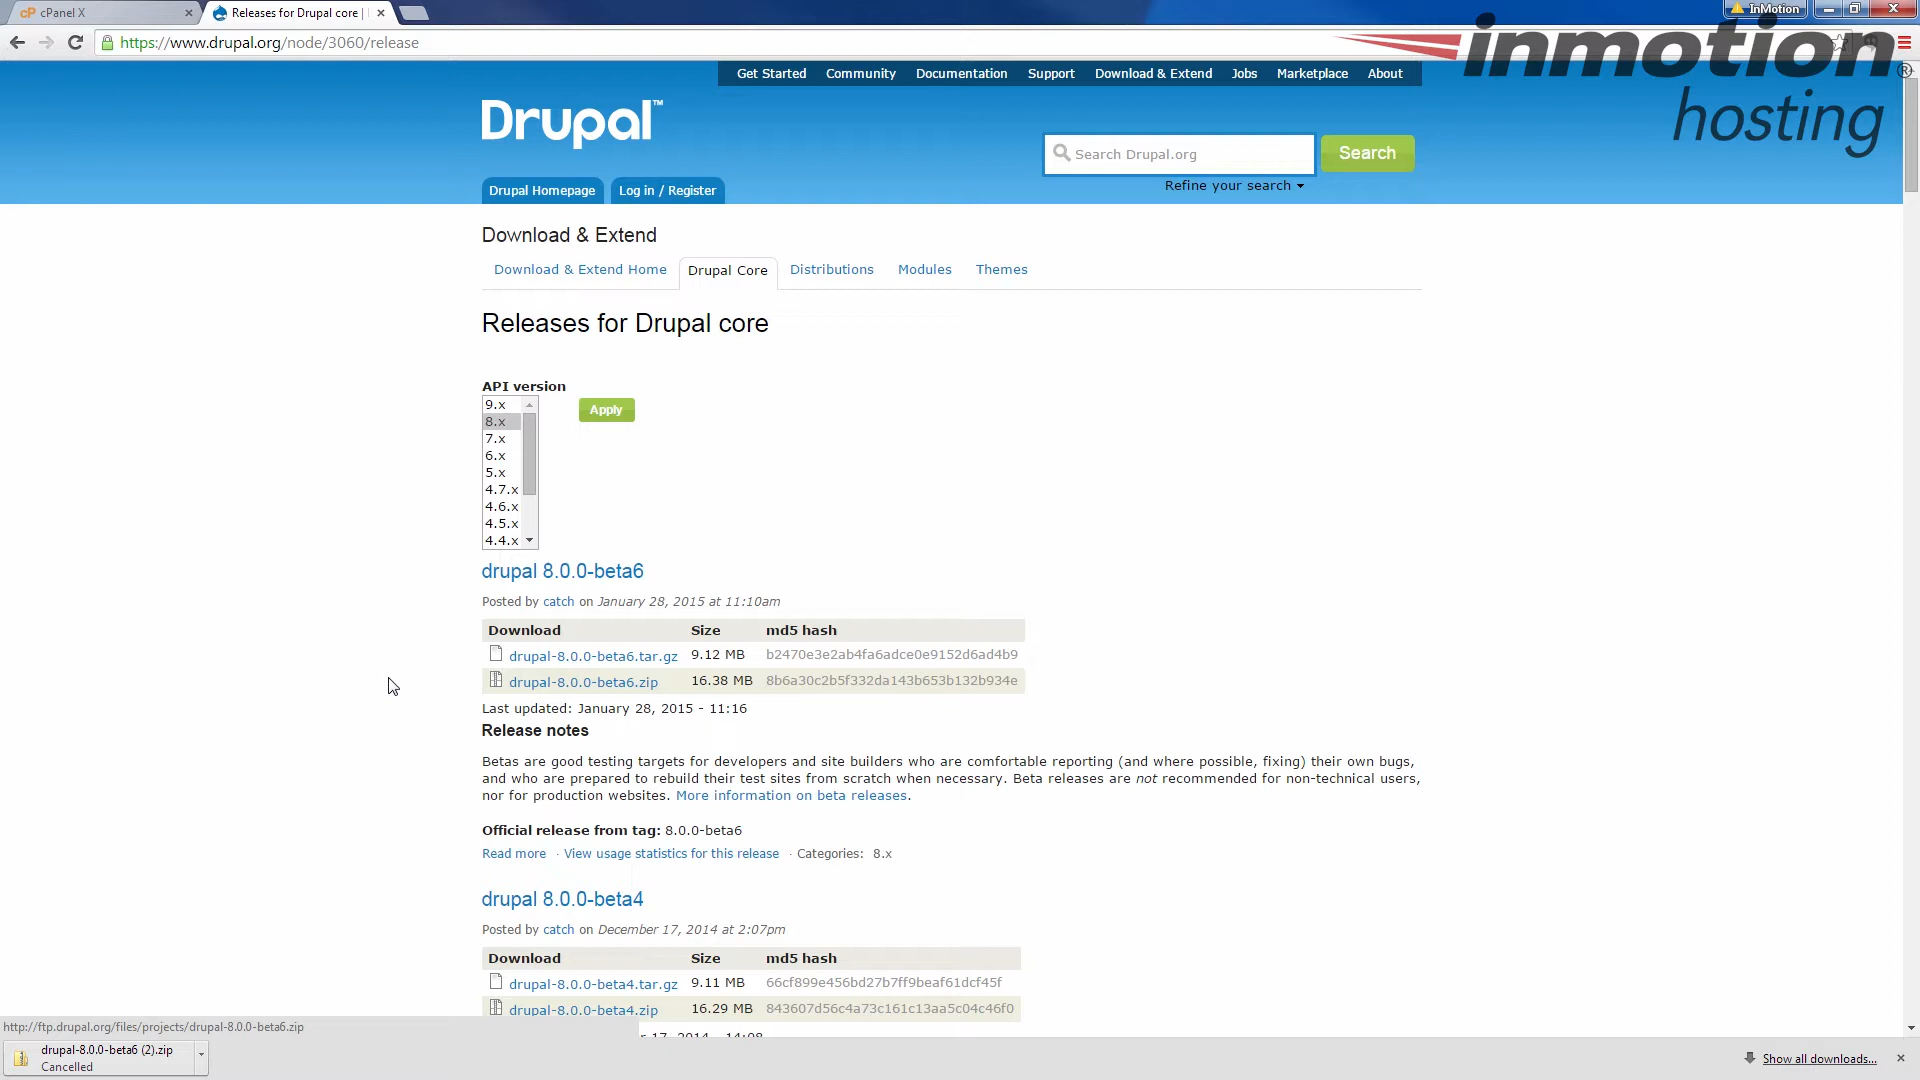 cPanel X
Releases for Drupal core |
InMotion
https://www.drupal.org/node/3060/release
inmotion®
hosting
Get Started Community Documentation Support Download & Extend Jobs Marketplace About
Drupal™
Search Drupal.org
Search
Refine your search
Drupal Homepage
Log in / Register
Download & Extend
Download & Extend Home Drupal Core Distributions Modules Themes
Releases for Drupal core
API version
9.x
8.x
7.x
6.x
5.x
4.7.x
4.6.x
4.5.x
4.4.x
Apply
drupal 8.0.0-beta6
Posted by catch on January 28, 2015 at 11:10am
Download Size md5 hash
drupal-8.0.0-beta6.tar.gz 9.12 MB b2470e3e2ab4fa6adce0e9152d6ad4b9
drupal-8.0.0-beta6.zip 16.38 MB 8b6a30c2b5f332da143b653b132b934e
Last updated: January 28, 2015 - 11:16
Release notes
Betas are good testing targets for developers and site builders who are comfortable reporting (and where possible, fixing) their own bugs,
and who are prepared to rebuild their test sites from scratch when necessary. Beta releases are not recommended for non-technical users,
nor for production websites. More information on beta releases.
Official release from tag: 8.0.0-beta6
Read more · View usage statistics for this release · Categories: 8.x
drupal 8.0.0-beta4
Posted by catch on December 17, 2014 at 2:07pm
Download Size md5 hash
drupal-8.0.0-beta4.tar.gz 9.11 MB 66cf899e456bd27b7ff9beaf61dcf45f
drupal-8.0.0-beta4.zip 16.29 MB 843607d56c4a73c161c13aa5c04c46f0
http://ftp.drupal.org/files/projects/drupal-8.0.0-beta6.zip
drupal-8.0.0-beta6 (2).zip
Cancelled
Show all downloads...